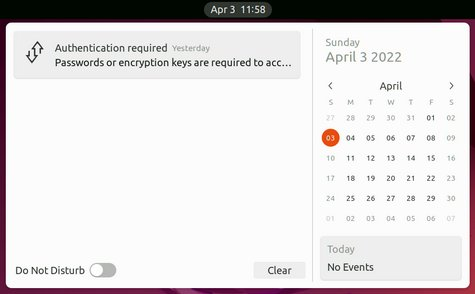 Apr 3 11:58
Authentication required Yesterday
Passwords or encryption keys are required to acc…
Do Not Disturb
Clear
Sunday
April 3 2022
April
S M T W T F S
27 28 29 30 31 01 02
03 04 05 06 07 08 09
10 11 12 13 14 15 16
17 18 19 20 21 22 23
24 25 26 27 28 29 30
01 02 03 04 05 06 07
Today
No Events